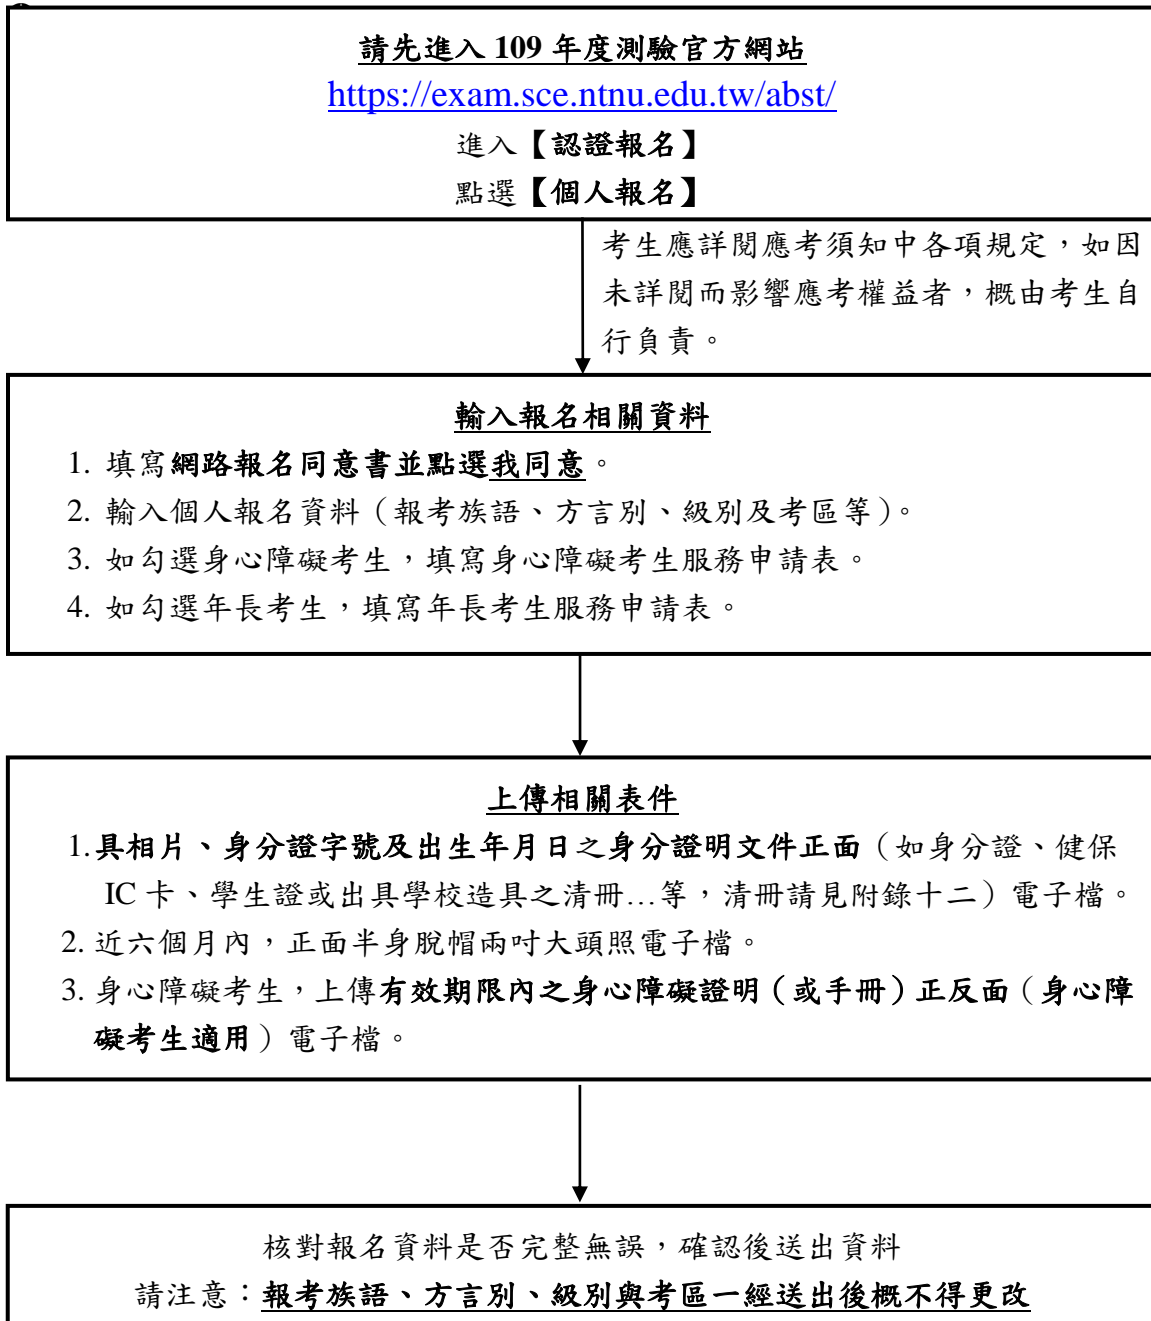 請先進入 109 年度測驗官方網站
https://exam.sce.ntnu.edu.tw/abst/
進入【認證報名】
點選【個人報名】
考生應詳閱應考須知中各項規定，如因
未詳閱而影響應考權益者，概由考生自
行負責。
輸入報名相關資料
1. 填寫網路報名同意書並點選我同意。
2. 輸入個人報名資料（報考族語、方言別、級別及考區等）。
3. 如勾選身心障礙考生，填寫身心障礙考生服務申請表。
4. 如勾選年長考生，填寫年長考生服務申請表。
上傳相關表件
1.具相片、身分證字號及出生年月日之身分證明文件正面（如身分證、健保
IC 卡、學生證或出具學校造具之清冊…等，清冊請見附錄十二）電子檔。
2. 近六個月內，正面半身脫帽兩吋大頭照電子檔。
3. 身心障礙考生，上傳有效期限內之身心障礙證明（或手冊）正反面（身心障
礙考生適用）電子檔。
核對報名資料是否完整無誤，確認後送出資料
請注意：報考族語、方言別、級別與考區一經送出後概不得更改